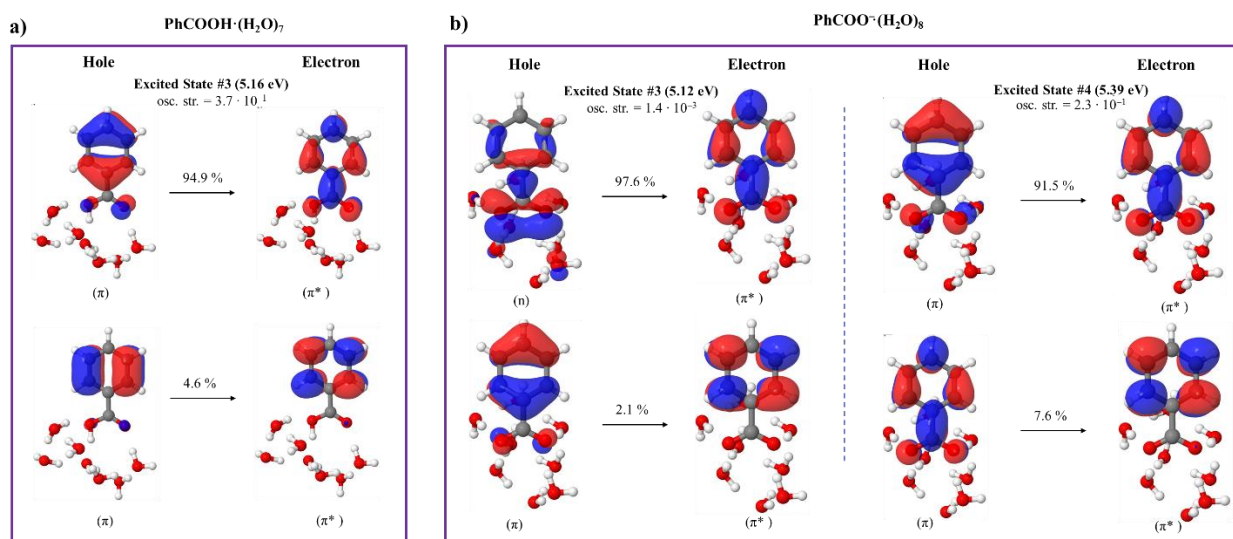 a)
PhCOOH·(H2O)7
Hole
Electron
Excited State #3 (5.16 eV)
osc. str. = 3.7 · 10^1
94.9 %
(π)
(π* )
4.6 %
(π)
(π* )
b)
PhCOO⁻·(H2O)8
Hole
Electron
Excited State #3 (5.12 eV)
osc. str. = 1.4 · 10⁻³
97.6 %
(n)
(π* )
2.1 %
(π)
(π* )
Hole
Electron
Excited State #4 (5.39 eV)
osc. str. = 2.3 · 10⁻¹
91.5 %
(π)
(π* )
7.6 %
(π)
(π* )